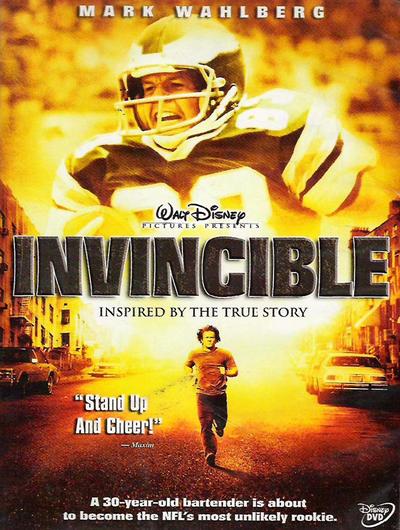 MARK WAHLBERG
WALT DISNEY
PICTURES PRESENTS
INVINCIBLE
INSPIRED BY THE TRUE STORY
"Stand Up
And Cheer!"
— Maxim
A 30-year-old bartender is about
to become the NFL's most unlikely rookie.
Disney
DVD